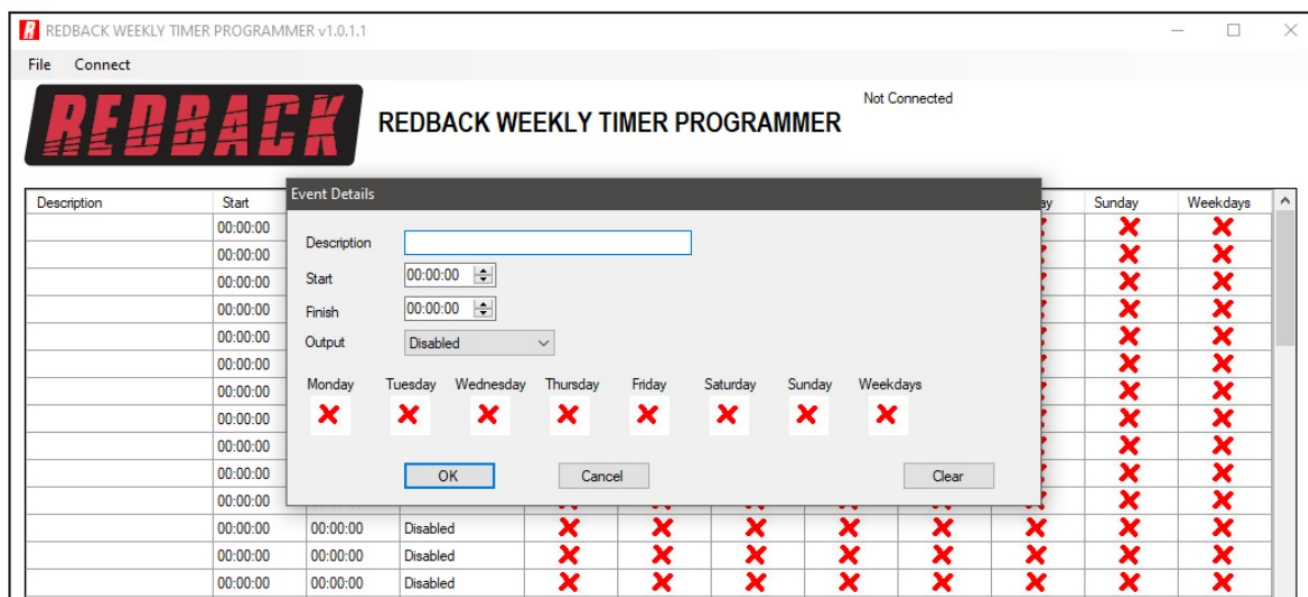 REDBACK WEEKLY TIMER PROGRAMMER v1.0.1.1
File Connect
REDBACK
REDBACK WEEKLY TIMER PROGRAMMER
Not Connected
Description Start ay Sunday Weekdays
Event Details
Description
Start 00:00:00
Finish 00:00:00
Output Disabled
Monday Tuesday Wednesday Thursday Friday Saturday Sunday Weekdays
OK Cancel Clear
00:00:00
00:00:00
00:00:00
00:00:00
00:00:00
00:00:00
00:00:00
00:00:00
00:00:00
00:00:00
00:00:00
00:00:00 00:00:00 Disabled
00:00:00 00:00:00 Disabled
00:00:00 00:00:00 Disabled